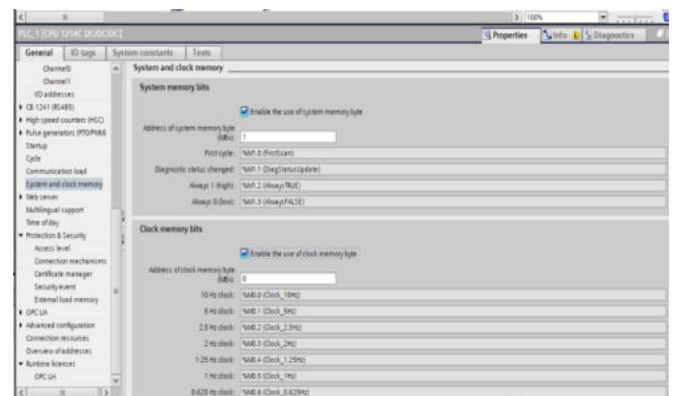 100%
PLC_1 [CPU 1214C DC/DC/DC]
Properties Info Diagnostics
General IO tags System constants Texts
Channel0
Channel1
I/O addresses
CB 1241 (RS485)
High speed counters (HSC)
Pulse generators (PTO/PWM)
Startup
Cycle
Communication load
System and clock memory
Web server
Multilingual support
Time of day
Protection & Security
Access level
Connection mechanisms
Certificate manager
Security event
External load memory
OPC UA
Advanced configuration
Connection resources
Overview of addresses
Runtime licenses
OPC UA
System and clock memory
System memory bits
Enable the use of system memory byte
Address of system memory byte
(MBx): 1
First cycle: %M1.0 (FirstScan)
Diagnostic status changed: %M1.1 (DiagStatusUpdate)
Always 1 (high): %M1.2 (AlwaysTRUE)
Always 0 (low): %M1.3 (AlwaysFALSE)
Clock memory bits
Enable the use of clock memory byte
Address of clock memory byte
(MBx): 0
10 Hz clock: %M0.0 (Clock_10Hz)
5 Hz clock: %M0.1 (Clock_5Hz)
2.5 Hz clock: %M0.2 (Clock_2.5Hz)
2 Hz clock: %M0.3 (Clock_2Hz)
1.25 Hz clock: %M0.4 (Clock_1.25Hz)
1 Hz clock: %M0.5 (Clock_1Hz)
0.625 Hz clock: %M0.6 (Clock_0.625Hz)